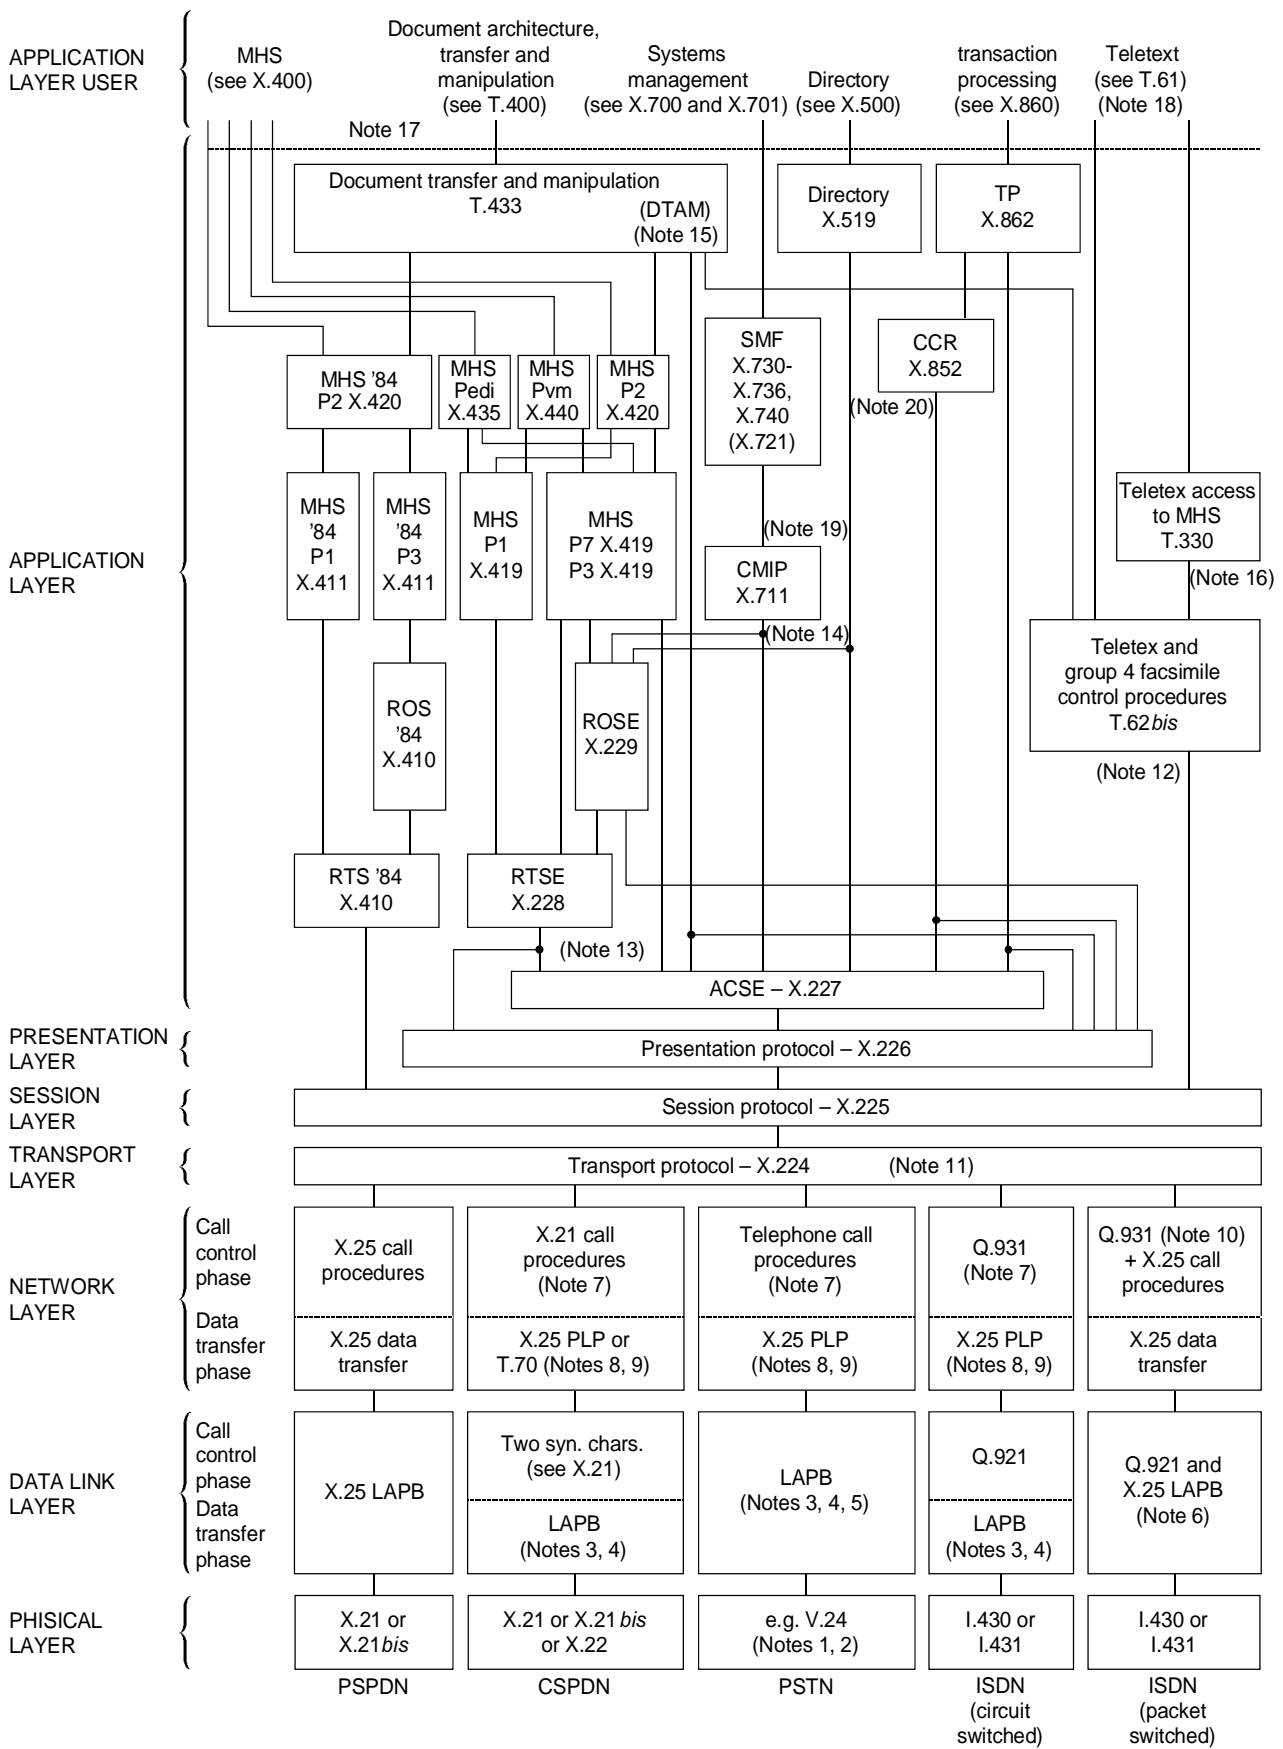 APPLICATION
LAYER USER
MHS
(see X.400)
Document architecture,
transfer and
manipulation
(see T.400)
Systems
management
(see X.700 and X.701)
Directory
(see X.500)
transaction
processing
(see X.860)
Teletext
(see T.61)
(Note 18)
Note 17
Document transfer and manipulation
T.433
(DTAM)
(Note 15)
Directory
X.519
TP
X.862
APPLICATION
LAYER
MHS '84
P2 X.420
MHS
Pedi
X.435
MHS
Pvm
X.440
MHS
P2
X.420
SMF
X.730-
X.736,
X.740
(X.721)
CCR
X.852
(Note 20)
MHS
'84
P1
X.411
MHS
'84
P3
X.411
MHS
P1
X.419
MHS
P7 X.419
P3 X.419
(Note 19)
CMIP
X.711
(Note 14)
Teletex access
to MHS
T.330
(Note 16)
Teletex and
group 4 facsimile
control procedures
T.62bis
(Note 12)
ROS
'84
X.410
ROSE
X.229
RTS '84
X.410
RTSE
X.228
(Note 13)
ACSE – X.227
PRESENTATION
LAYER
Presentation protocol – X.226
SESSION
LAYER
Session protocol – X.225
TRANSPORT
LAYER
Transport protocol – X.224 (Note 11)
NETWORK
LAYER
Call
control
phase
X.25 call
procedures
X.21 call
procedures
(Note 7)
Telephone call
procedures
(Note 7)
Q.931
(Note 7)
Q.931 (Note 10)
+ X.25 call
procedures
Data
transfer
phase
X.25 data
transfer
X.25 PLP or
T.70 (Notes 8, 9)
X.25 PLP
(Notes 8, 9)
X.25 PLP
(Notes 8, 9)
X.25 data
transfer
DATA LINK
LAYER
Call
control
phase
Data
transfer
phase
X.25 LAPB
Two syn. chars.
(see X.21)
LAPB
(Notes 3, 4)
LAPB
(Notes 3, 4, 5)
Q.921
LAPB
(Notes 3, 4)
Q.921 and
X.25 LAPB
(Note 6)
PHISICAL
LAYER
X.21 or
X.21bis
X.21 or X.21bis
or X.22
e.g. V.24
(Notes 1, 2)
I.430 or
I.431
I.430 or
I.431
PSPDN
CSPDN
PSTN
ISDN
(circuit
switched)
ISDN
(packet
switched)